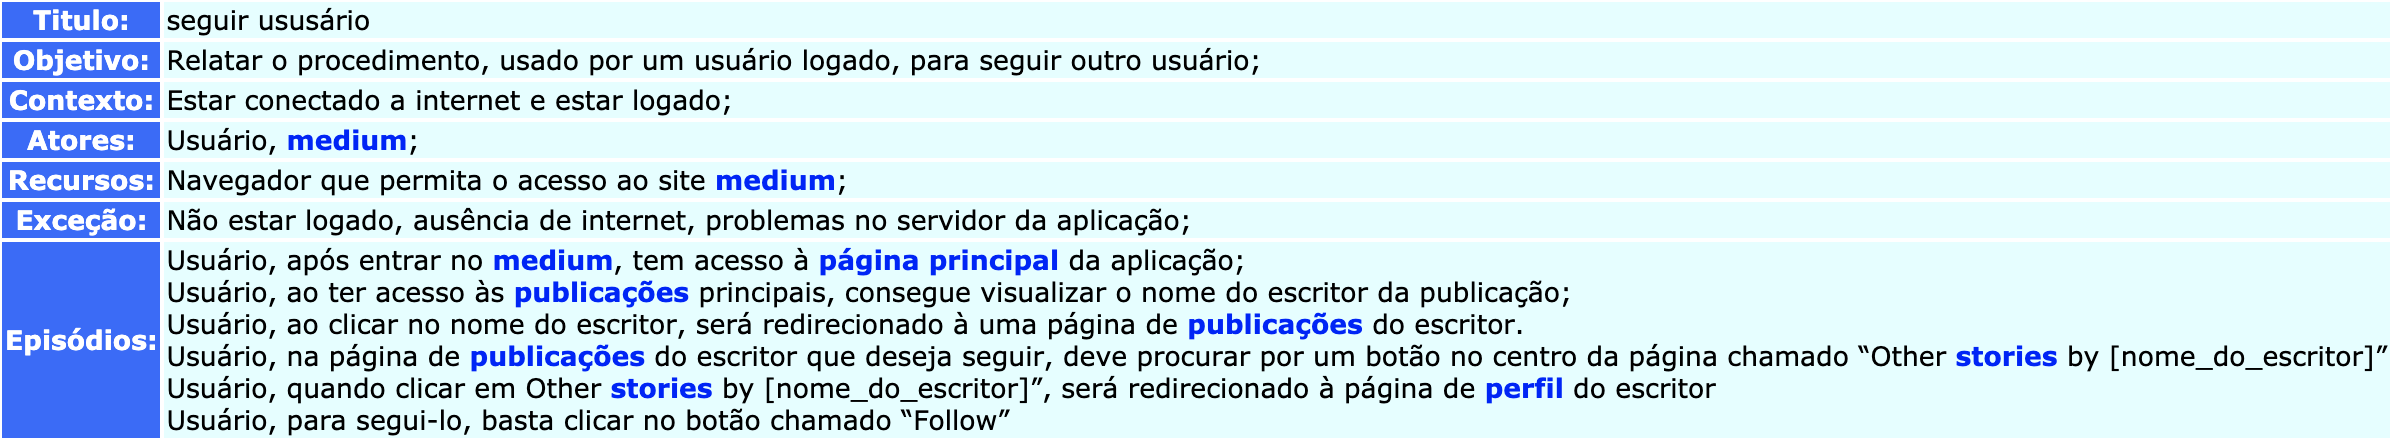 Titulo: seguir ususário
Objetivo: Relatar o procedimento, usado por um usuário logado, para seguir outro usuário;
Contexto: Estar conectado a internet e estar logado;
Atores: Usuário, medium;
Recursos: Navegador que permita o acesso ao site medium;
Exceção: Não estar logado, ausência de internet, problemas no servidor da aplicação;
Episódios:
Usuário, após entrar no medium, tem acesso à página principal da aplicação;
Usuário, ao ter acesso às publicações principais, consegue visualizar o nome do escritor da publicação;
Usuário, ao clicar no nome do escritor, será redirecionado à uma página de publicações do escritor.
Usuário, na página de publicações do escritor que deseja seguir, deve procurar por um botão no centro da página chamado “Other stories by [nome_do_escritor]”
Usuário, quando clicar em Other stories by [nome_do_escritor]”, será redirecionado à página de perfil do escritor
Usuário, para segui-lo, basta clicar no botão chamado “Follow”